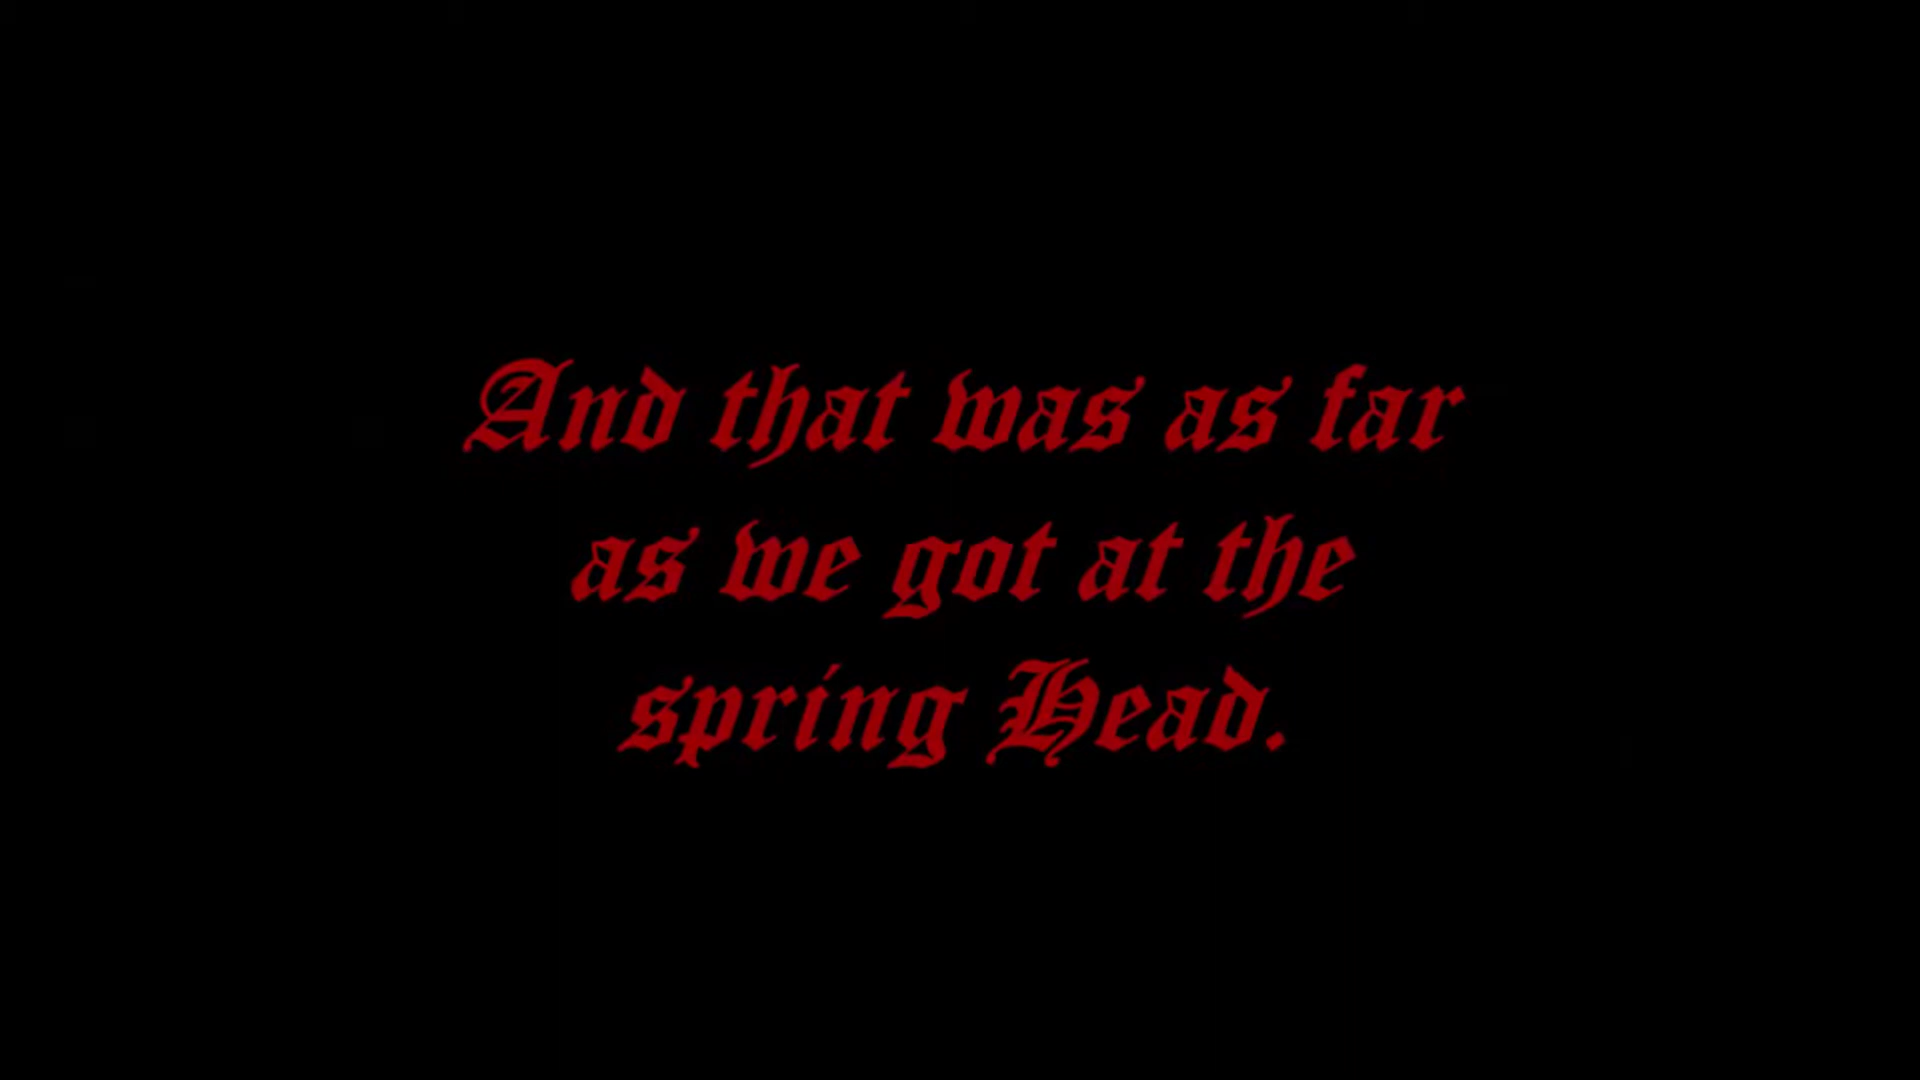 And that was as far
as we got at the
spring Head.